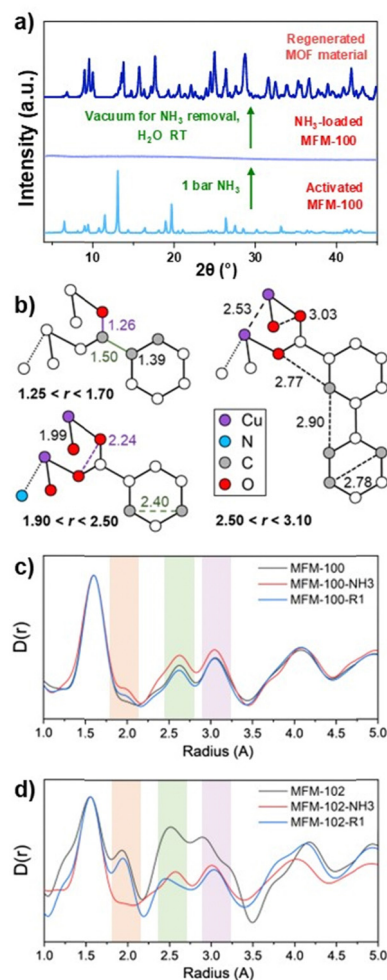 a)
Regenerated
MOF material
Vacuum for NH₃ removal,
H₂O RT
NH₃-loaded
MFM-100
1 bar NH₃
Activated
MFM-100
Intensity (a.u.)
10 20 30 40
2θ (°)
b)
1.26
1.50
1.39
1.25 < r < 1.70
2.53
3.03
2.77
2.90
2.78
2.50 < r < 3.10
1.99
2.24
2.40
1.90 < r < 2.50
Cu
N
C
O
c)
MFM-100
MFM-100-NH3
MFM-100-R1
D(r)
1.0 1.5 2.0 2.5 3.0 3.5 4.0 4.5 5.0
Radius (A)
d)
MFM-102
MFM-102-NH3
MFM-102-R1
D(r)
1.0 1.5 2.0 2.5 3.0 3.5 4.0 4.5 5.0
Radius (A)